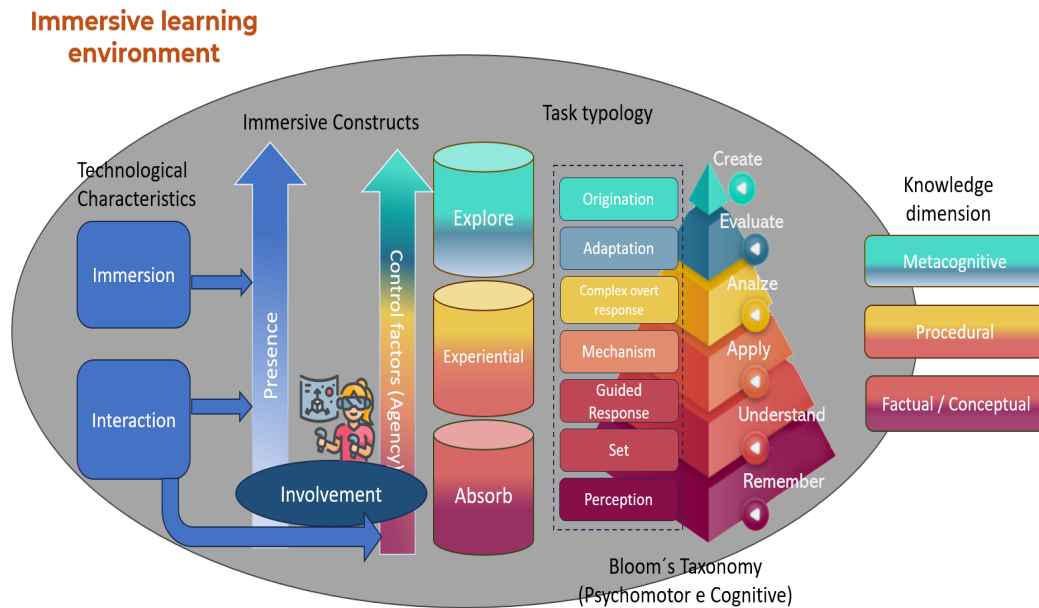 Immersive learning
environment
Immersive Constructs
Task typology
Technological
Characteristics
Immersion
Interaction
Presence
Control factors (Agency)
Involvement
Explore
Experiential
Absorb
Origination
Adaptation
Complex overt
response
Mechanism
Guided
Response
Set
Perception
Create
Evaluate
Analze
Apply
Understand
Remember
Bloom´s Taxonomy
(Psychomotor e Cognitive)
Knowledge
dimension
Metacognitive
Procedural
Factual / Conceptual